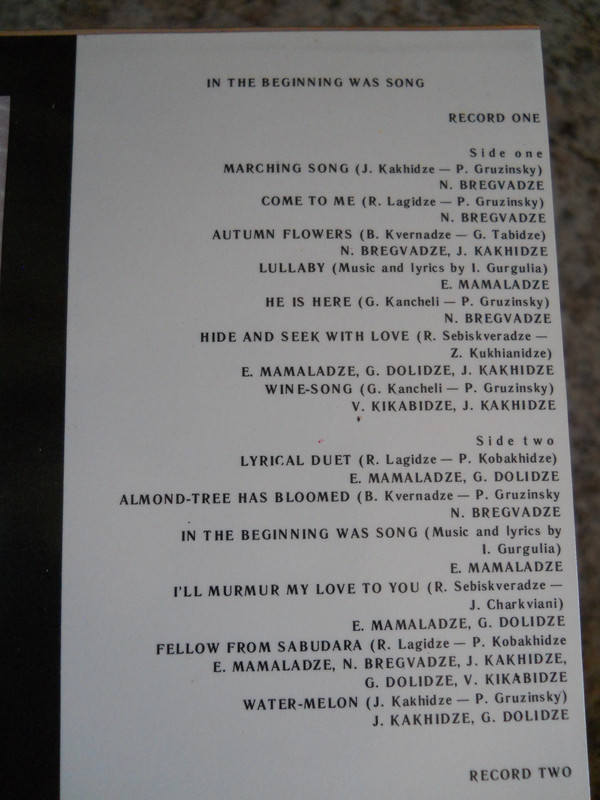 IN THE BEGINNING WAS SONG
RECORD ONE
Side one
MARCHING SONG (J. Kakhidze — P. Gruzinsky)
N. BREGVADZE
COME TO ME (R. Lagidze — P. Gruzinsky)
N. BREGVADZE
AUTUMN FLOWERS (B. Kvernadze — G. Tabidze)
N. BREGVADZE, J. KAKHIDZE
LULLABY (Music and lyrics by I. Gurgulia)
E. MAMALADZE
HE IS HERE (G. Kancheli — P. Gruzinsky)
N. BREGVADZE
HIDE AND SEEK WITH LOVE (R. Sebiskveradze —
Z. Kukhianidze)
E. MAMALADZE, G. DOLIDZE, J. KAKHIDZE
WINE-SONG (G. Kancheli — P. Gruzinsky)
V. KIKABIDZE, J. KAKHIDZE
Side two
LYRICAL DUET (R. Lagidze — P. Kobakhidze)
E. MAMALADZE, G. DOLIDZE
ALMOND-TREE HAS BLOOMED (B. Kvernadze — P. Gruzinsky
N. BREGVADZE
IN THE BEGINNING WAS SONG (Music and lyrics by
I. Gurgulia)
E. MAMALADZE
I'LL MURMUR MY LOVE TO YOU (R. Sebiskveradze —
J. Charkviani)
E. MAMALADZE, G. DOLIDZE
FELLOW FROM SABUDARA (R. Lagidze — P. Kobakhidze
E. MAMALADZE, N. BREGVADZE, J. KAKHIDZE,
G. DOLIDZE, V. KIKABIDZE
WATER-MELON (J. Kakhidze — P. Gruzinsky)
J. KAKHIDZE, G. DOLIDZE
RECORD TWO